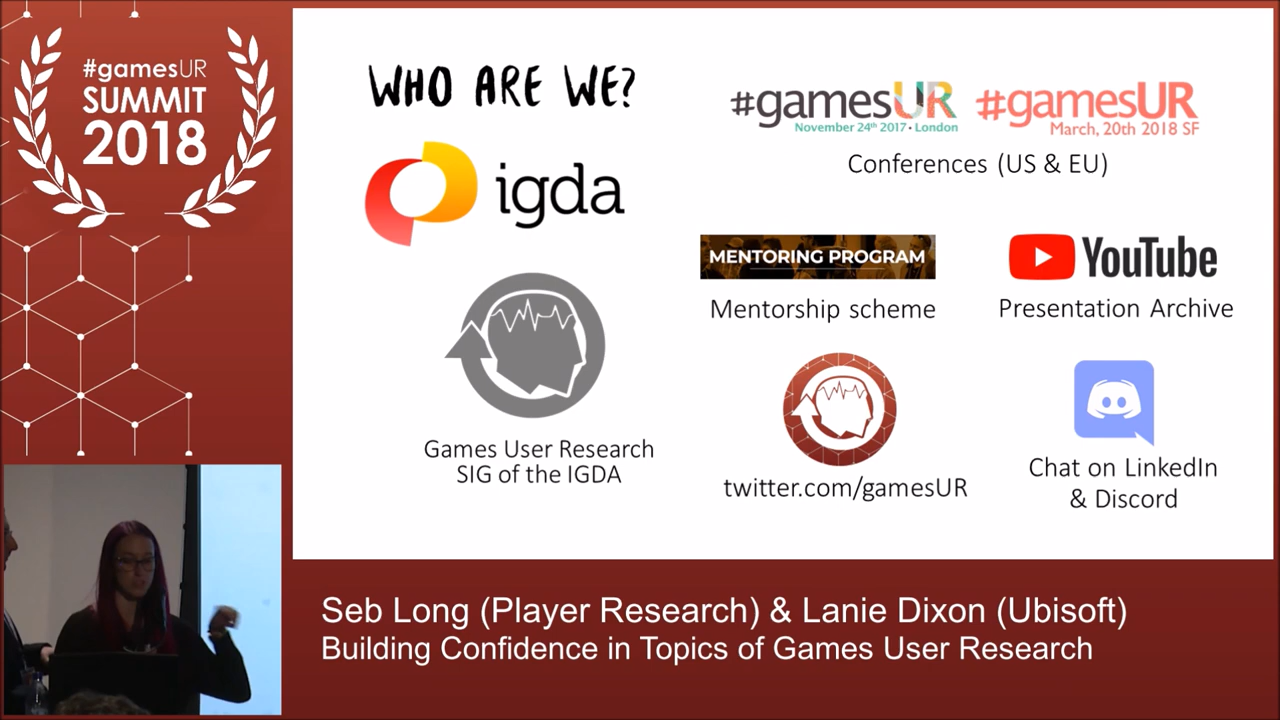 #gamesUR
SUMMIT
2018
WHO ARE WE?
igda
Games User Research
SIG of the IGDA
#gamesUR
November 24th 2017 • London
#gamesUR
March, 20th 2018 SF
Conferences (US & EU)
MENTORING PROGRAM
Mentorship scheme
YouTube
Presentation Archive
twitter.com/gamesUR
Chat on LinkedIn
& Discord
Seb Long (Player Research) & Lanie Dixon (Ubisoft)
Building Confidence in Topics of Games User Research